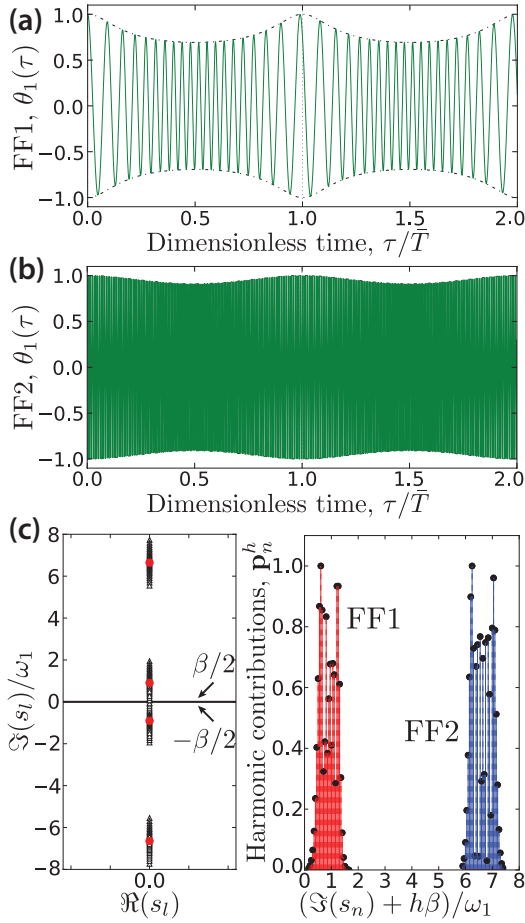 (a)
1.0
0.5
0.0
−0.5
−1.0
FF1, θ₁(τ)
0.0 0.5 1.0 1.5 2.0
Dimensionless time, τ/T̄
(b)
1.0
0.5
0.0
−0.5
−1.0
FF2, θ₁(τ)
0.0 0.5 1.0 1.5 2.0
Dimensionless time, τ/T̄
(c)
8
6
4
2
0
−2
−4
−6
−8
ℑ(s_l)/ω₁
β/2
−β/2
0.0
ℜ(s_l)
Harmonic contributions, p_n^h
1.0
0.8
0.6
0.4
0.2
0.0
FF1
FF2
0 1 2 3 4 5 6 7 8
(ℑ(s_n) + hβ)/ω₁